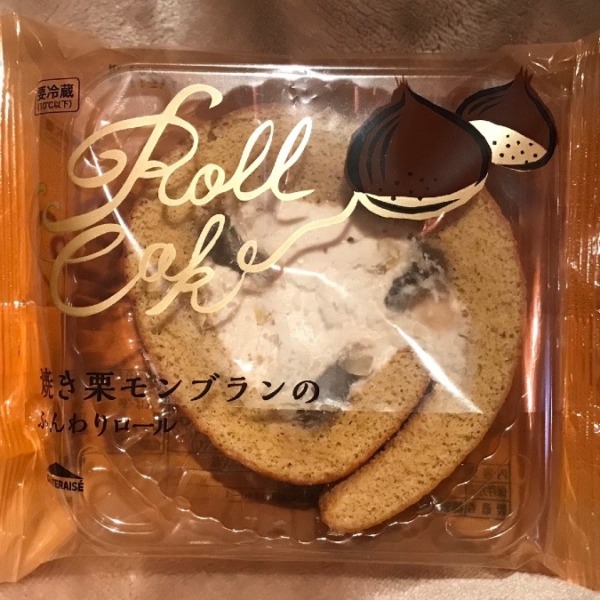 要冷蔵
(10℃以下)
Roll
Cake
焼き栗モンブランの
ふんわりロール
TERAISÉ